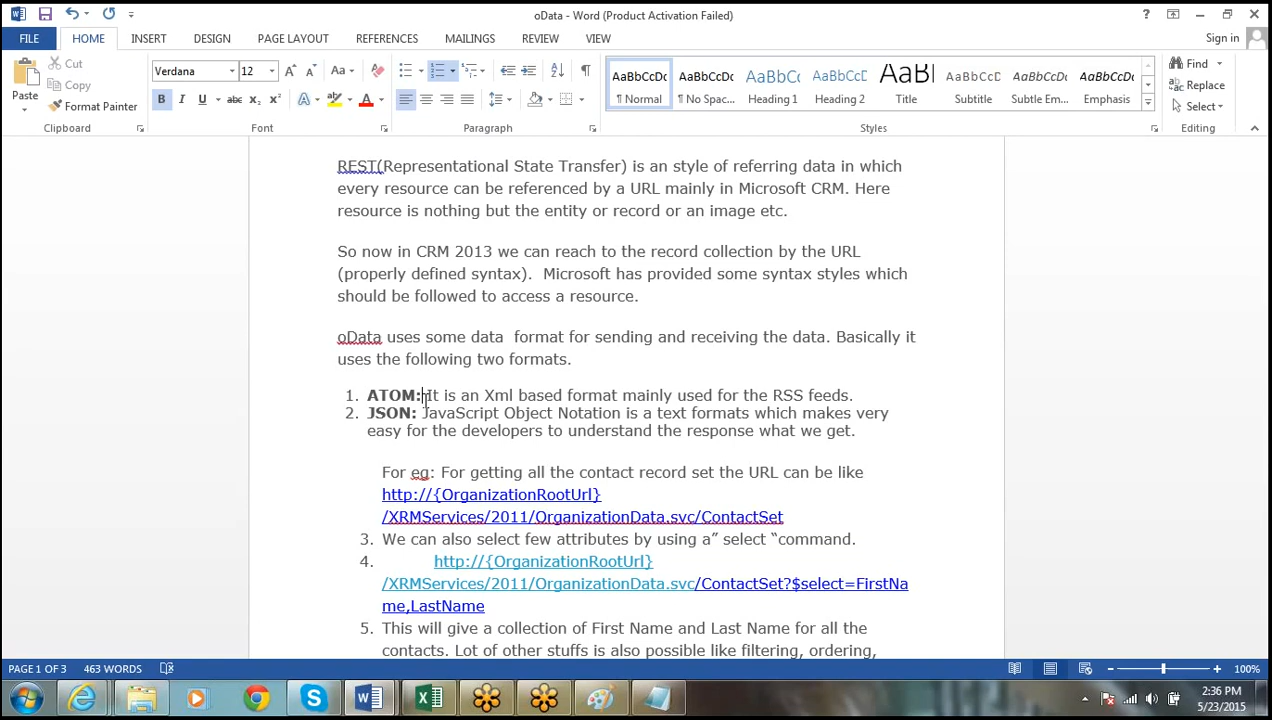 oData - Word (Product Activation Failed)
FILE HOME INSERT DESIGN PAGE LAYOUT REFERENCES MAILINGS REVIEW VIEW Sign in
Paste
Cut
Copy
Format Painter
Verdana 12
Clipboard Font Paragraph Styles Editing
AaBbCcDc AaBbCcDc AaBbCc AaBbCcD AaBl AaBbCcD AaBbCcDc AaBbCcDc
¶ Normal ¶ No Spac... Heading 1 Heading 2 Title Subtitle Subtle Em... Emphasis
Find
Replace
Select
REST(Representational State Transfer) is an style of referring data in which
every resource can be referenced by a URL mainly in Microsoft CRM. Here
resource is nothing but the entity or record or an image etc.
So now in CRM 2013 we can reach to the record collection by the URL
(properly defined syntax). Microsoft has provided some syntax styles which
should be followed to access a resource.
oData uses some data format for sending and receiving the data. Basically it
uses the following two formats.
1. ATOM: It is an Xml based format mainly used for the RSS feeds.
2. JSON: JavaScript Object Notation is a text formats which makes very
easy for the developers to understand the response what we get.
For eg: For getting all the contact record set the URL can be like
http://{OrganizationRootUrl}
/XRMServices/2011/OrganizationData.svc/ContactSet
3. We can also select few attributes by using a” select “command.
4. http://{OrganizationRootUrl}
/XRMServices/2011/OrganizationData.svc/ContactSet?$select=FirstNa
me,LastName
5. This will give a collection of First Name and Last Name for all the
contacts. Lot of other stuffs is also possible like filtering, ordering,
PAGE 1 OF 3 463 WORDS 100%
2:36 PM
5/23/2015